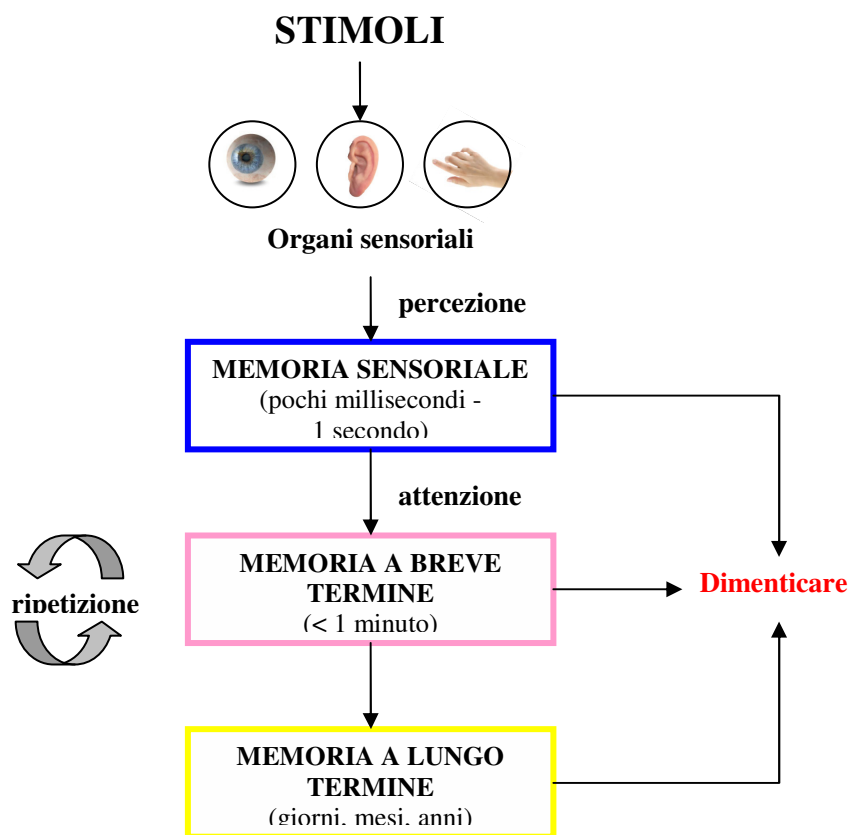 STIMOLI
Organi sensoriali
percezione
MEMORIA SENSORIALE
(pochi millisecondi -
1 secondo)
attenzione
MEMORIA A BREVE
TERMINE
(< 1 minuto)
ripetizione
Dimenticare
MEMORIA A LUNGO
TERMINE
(giorni, mesi, anni)